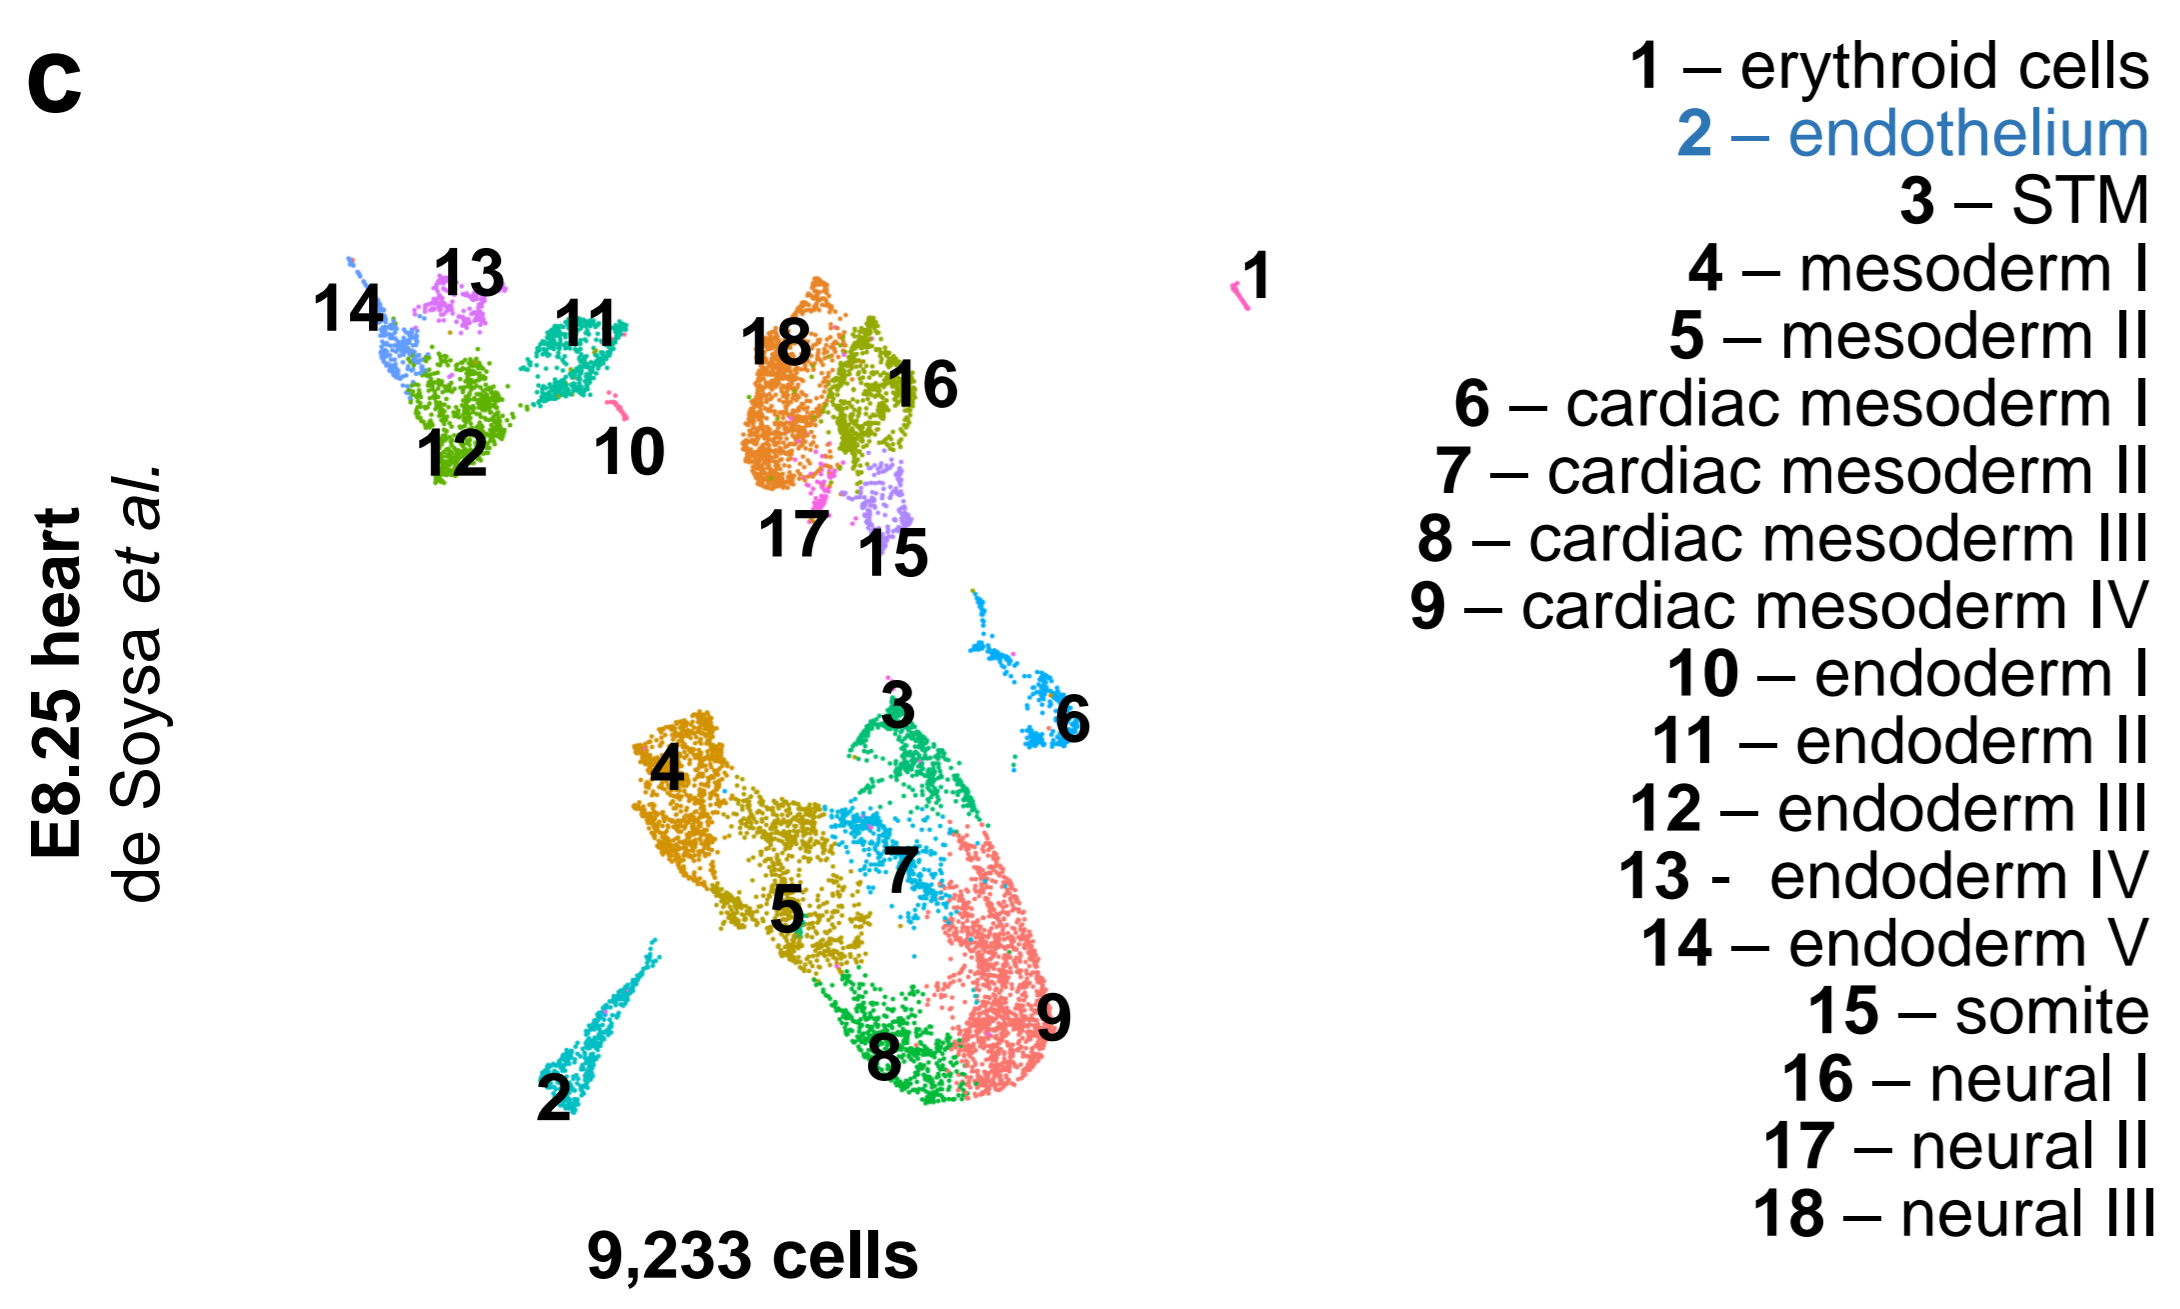 c
E8.25 heart
de Soysa et al.
13
14
11
12
10
18
16
17
15
1
3
6
4
7
5
9
8
2
9,233 cells
1 – erythroid cells
2 – endothelium
3 – STM
4 – mesoderm I
5 – mesoderm II
6 – cardiac mesoderm I
7 – cardiac mesoderm II
8 – cardiac mesoderm III
9 – cardiac mesoderm IV
10 – endoderm I
11 – endoderm II
12 – endoderm III
13 - endoderm IV
14 – endoderm V
15 – somite
16 – neural I
17 – neural II
18 – neural III